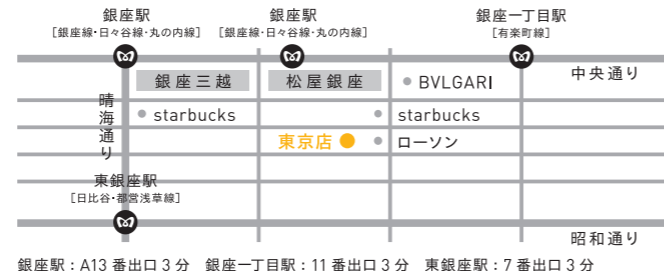 銀座駅
[銀座線・日々谷線・丸の内線]
銀座駅
[銀座線・日々谷線・丸の内線]
銀座一丁目駅
[有楽町線]
中央通り
銀座三越
松屋銀座
BVLGARI
晴海通り
starbucks
starbucks
東京店
ローソン
東銀座駅
[日比谷・都営浅草線]
昭和通り
銀座駅：A13 番出口 3 分　銀座一丁目駅：11 番出口 3 分　東銀座駅：7 番出口 3 分